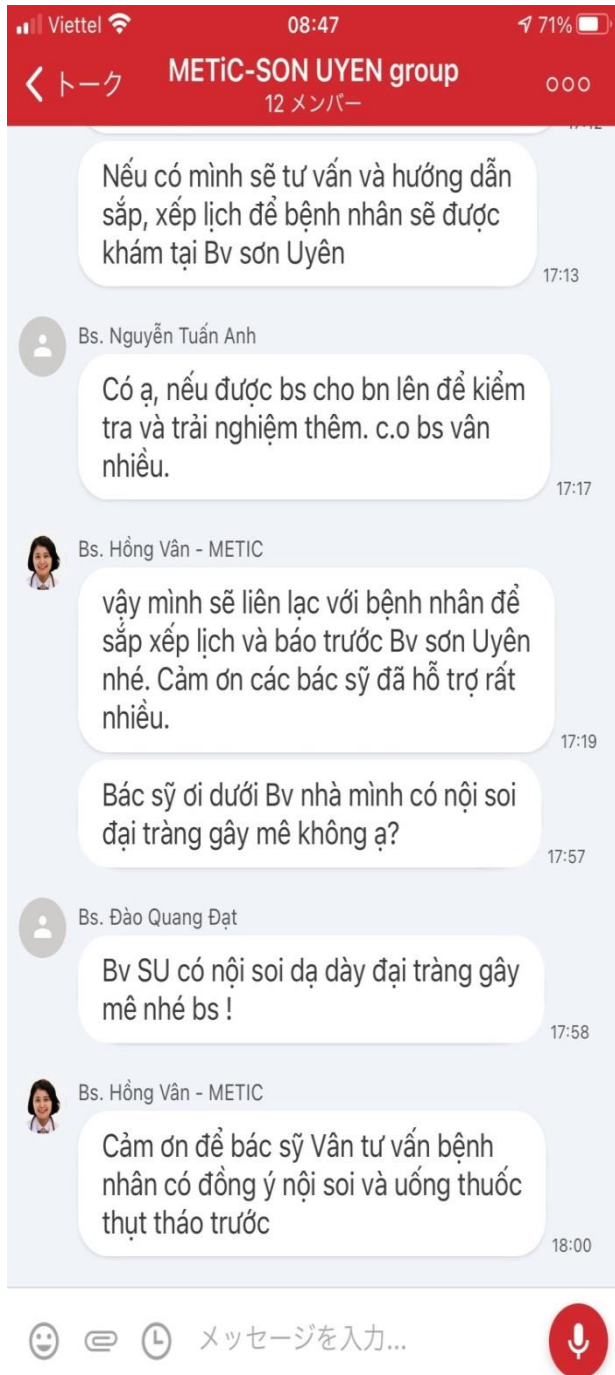 Viettel 08:47 71%
トーク METiC-SON UYEN group
12 メンバー
Nếu có mình sẽ tư vấn và hướng dẫn
sắp, xếp lịch để bệnh nhân sẽ được
khám tại Bv sơn Uyên
17:13
Bs. Nguyễn Tuấn Anh
Có ạ, nếu được bs cho bn lên để kiểm
tra và trải nghiệm thêm. c.o bs vân
nhiều.
17:17
Bs. Hồng Vân - METIC
vậy mình sẽ liên lạc với bệnh nhân để
sắp xếp lịch và báo trước Bv sơn Uyên
nhé. Cảm ơn các bác sỹ đã hỗ trợ rất
nhiều.
17:19
Bác sỹ ơi dưới Bv nhà mình có nội soi
đại tràng gây mê không ạ?
17:57
Bs. Đào Quang Đạt
Bv SU có nội soi dạ dày đại tràng gây
mê nhé bs !
17:58
Bs. Hồng Vân - METIC
Cảm ơn để bác sỹ Vân tư vấn bệnh
nhân có đồng ý nội soi và uống thuốc
thụt tháo trước
18:00
メッセージを入力...